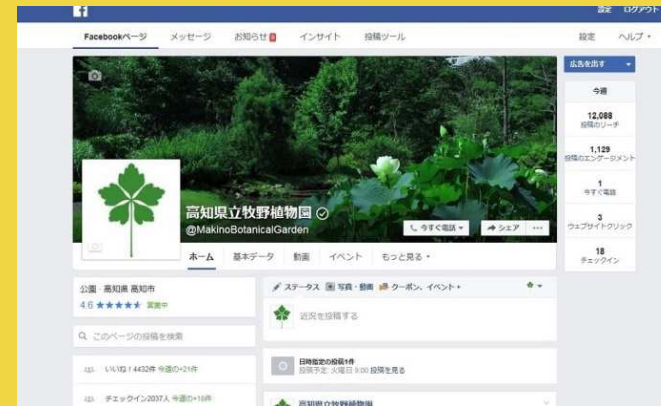 設定 ログアウト
Facebookページ メッセージ お知らせ インサイト 投稿ツール 設定 ヘルプ
広告を出す
今週
12,088
投稿のリーチ
1,129
投稿のエンゲージメント
1
今すぐ電話
3
ウェブサイトクリック
18
チェックイン
高知県立牧野植物園
@MakinoBotanicalGarden
今すぐ電話 シェア ...
ホーム 基本データ 動画 イベント もっと見る
公園・高知県 高知市
4.6 ★★★★★ 営業中
このページの投稿を検索
いいね!4432件 今週の+21件
チェックイン2037人 今週の+18件
ステータス 写真・動画 クーポン、イベント+
近況を投稿する
日時指定の投稿1件
投稿予定: 火曜日 9:00 投稿を見る
高知県立牧野植物園